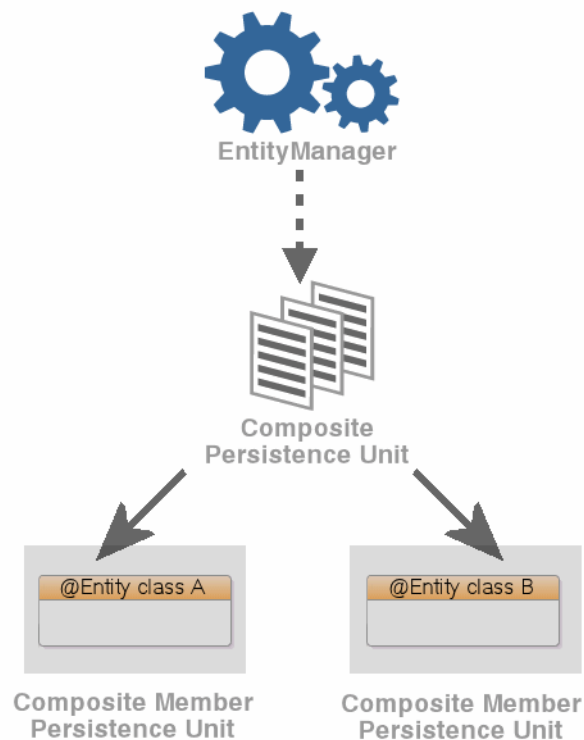 EntityManager
Composite
Persistence Unit
@Entity class A
@Entity class B
Composite Member
Persistence Unit
Composite Member
Persistence Unit